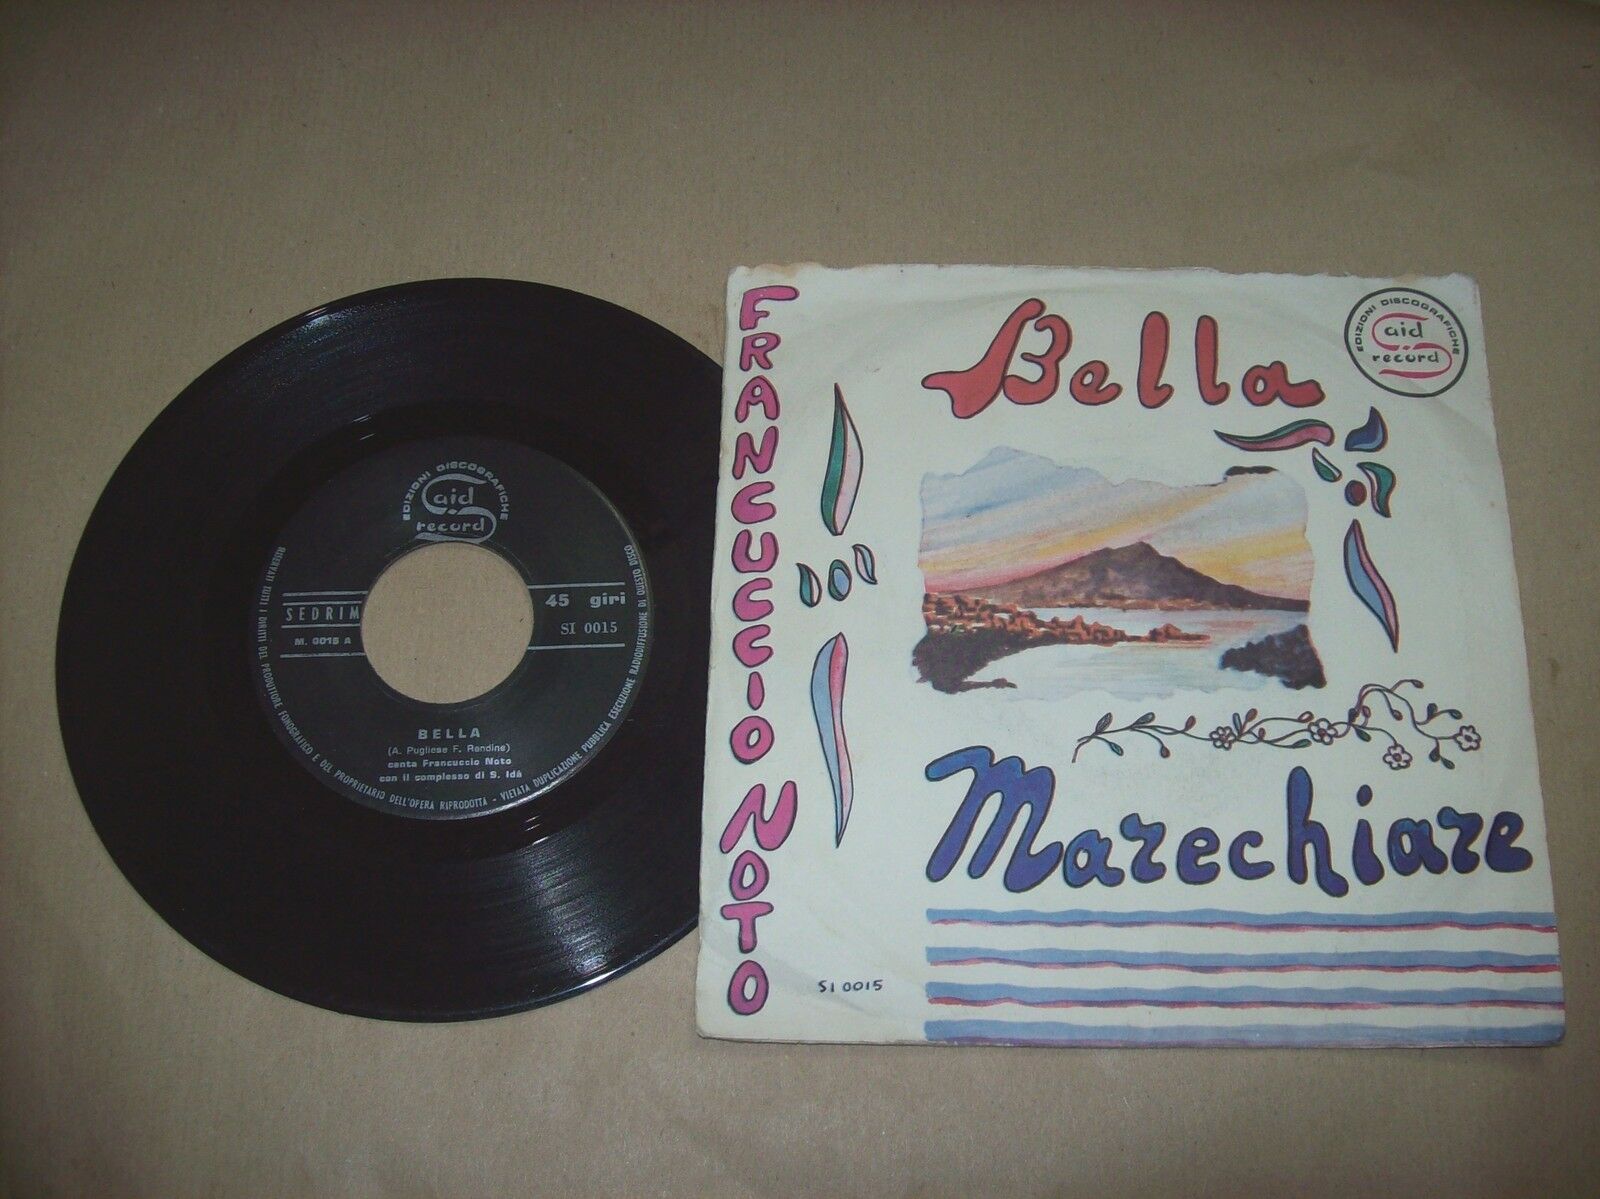 EDIZIONI DISCOGRAFICHE
Said
record
SEDRIM
M. 0015 A
45 giri
SI 0015
BELLA
(A. Pugliese F. Randine)
canta Francuccio Noto
con il complesso di S. Idà
RISERVATI TUTTI I DIRITTI DEL PRODUTTORE FONOGRAFICO E DEL PROPRIETARIO DELL'OPERA RIPRODOTTA - VIETATA DUPLICAZIONE PUBBLICA ESECUZIONE RADIODIFFUSIONE DI QUESTO DISCO
FRANCUCCIO NOTO
Bella
EDIZIONI DISCOGRAFICHE
Said
record
Marechiare
SI 0015